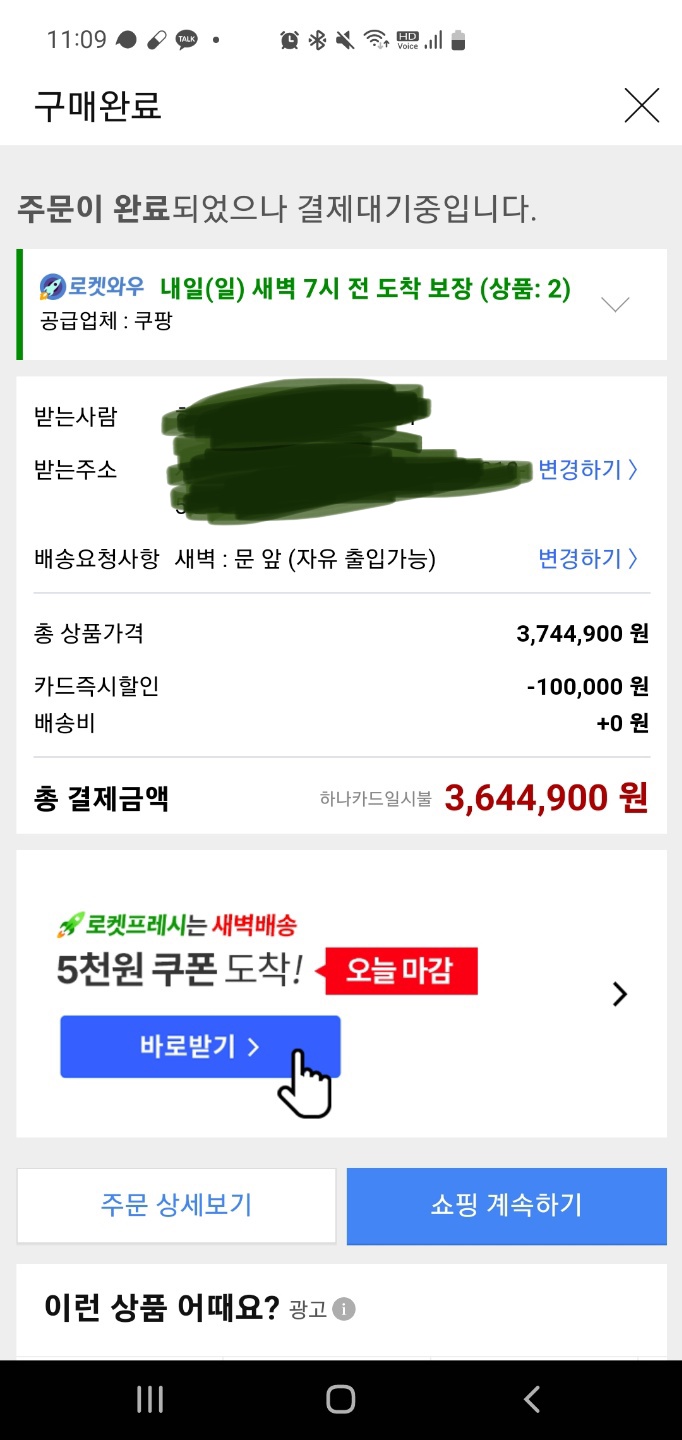 11:09
TALK
HD
Voice
구매완료
주문이 완료되었으나 결제대기중입니다.
로켓와우 내일(일) 새벽 7시 전 도착 보장 (상품: 2)
공급업체 : 쿠팡
받는사람
받는주소
변경하기 〉
배송요청사항 새벽 : 문 앞 (자유 출입가능) 변경하기 〉
총 상품가격 3,744,900 원
카드즉시할인 -100,000 원
배송비 +0 원
총 결제금액 하나카드일시불 3,644,900 원
로켓프레시는 새벽배송
5천원 쿠폰 도착! 오늘 마감
바로받기 >
주문 상세보기 쇼핑 계속하기
이런 상품 어때요? 광고 i